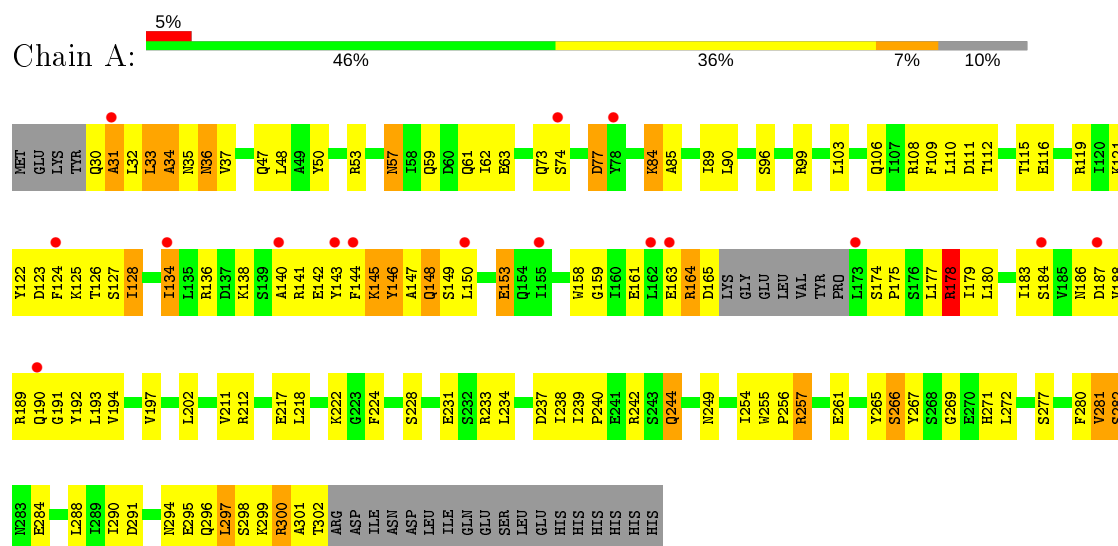 5%
Chain A:
46% 36% 7% 10%
MET GLU LYS TYR Q30 A31 L32 L33 A34 N35 N36 V37 Q47 L48 A49 Y50 R53 N57 I58 Q59 D60 Q61 I62 E63 Q73 S74 D77 Y78 K84 A85 I89 L90 S96 R99 L103 Q106 I107 R108 F109 L110 D111 T112 T115 E116 R119 I120 K121
Y122 D123 F124 K125 T126 S127 I128 I134 L135 R136 D137 K138 S139 A140 R141 E142 Y143 F144 K145 Y146 A147 Q148 S149 L150 E153 Q154 I155 W158 G159 I160 E161 L162 E163 R164 D165 LYS GLY GLU GLU LEU VAL TYR PRO L173 S174 P175 S176 L177 R178 I179 L180 I183 S184 V185 N186 D187 V188
R189 Q190 G191 Y192 L193 V194 V197 L202 V211 R212 E217 L218 K222 G223 F224 S228 E231 S232 R233 L234 D237 I238 I239 P240 E241 R242 S243 Q244 N249 I254 W255 P256 R257 E261 Y265 S266 Y267 S268 G269 E270 H271 L272 S277 F280 V281 S282
N283 E284 L288 I289 I290 D291 N294 E295 Q296 L297 S298 K299 R300 A301 T302 ARG ASP ILE ASN ASP LEU ILE GLN GLU SER LEU GLU HIS HIS HIS HIS HIS HIS